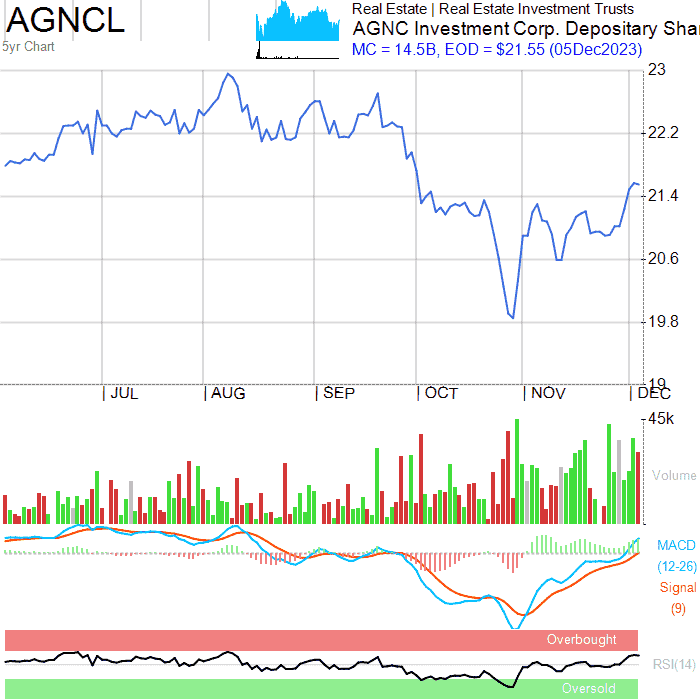 AGNCL
5yr Chart
Real Estate | Real Estate Investment Trusts
AGNC Investment Corp. Depositary Shar
MC = 14.5B, EOD = $21.55 (05Dec2023)
23
22.2
21.4
20.6
19.8
19
JUL AUG SEP OCT NOV DEC
45k
Volume
MACD
(12-26)
Signal
(9)
Overbought
RSI(14)
Oversold